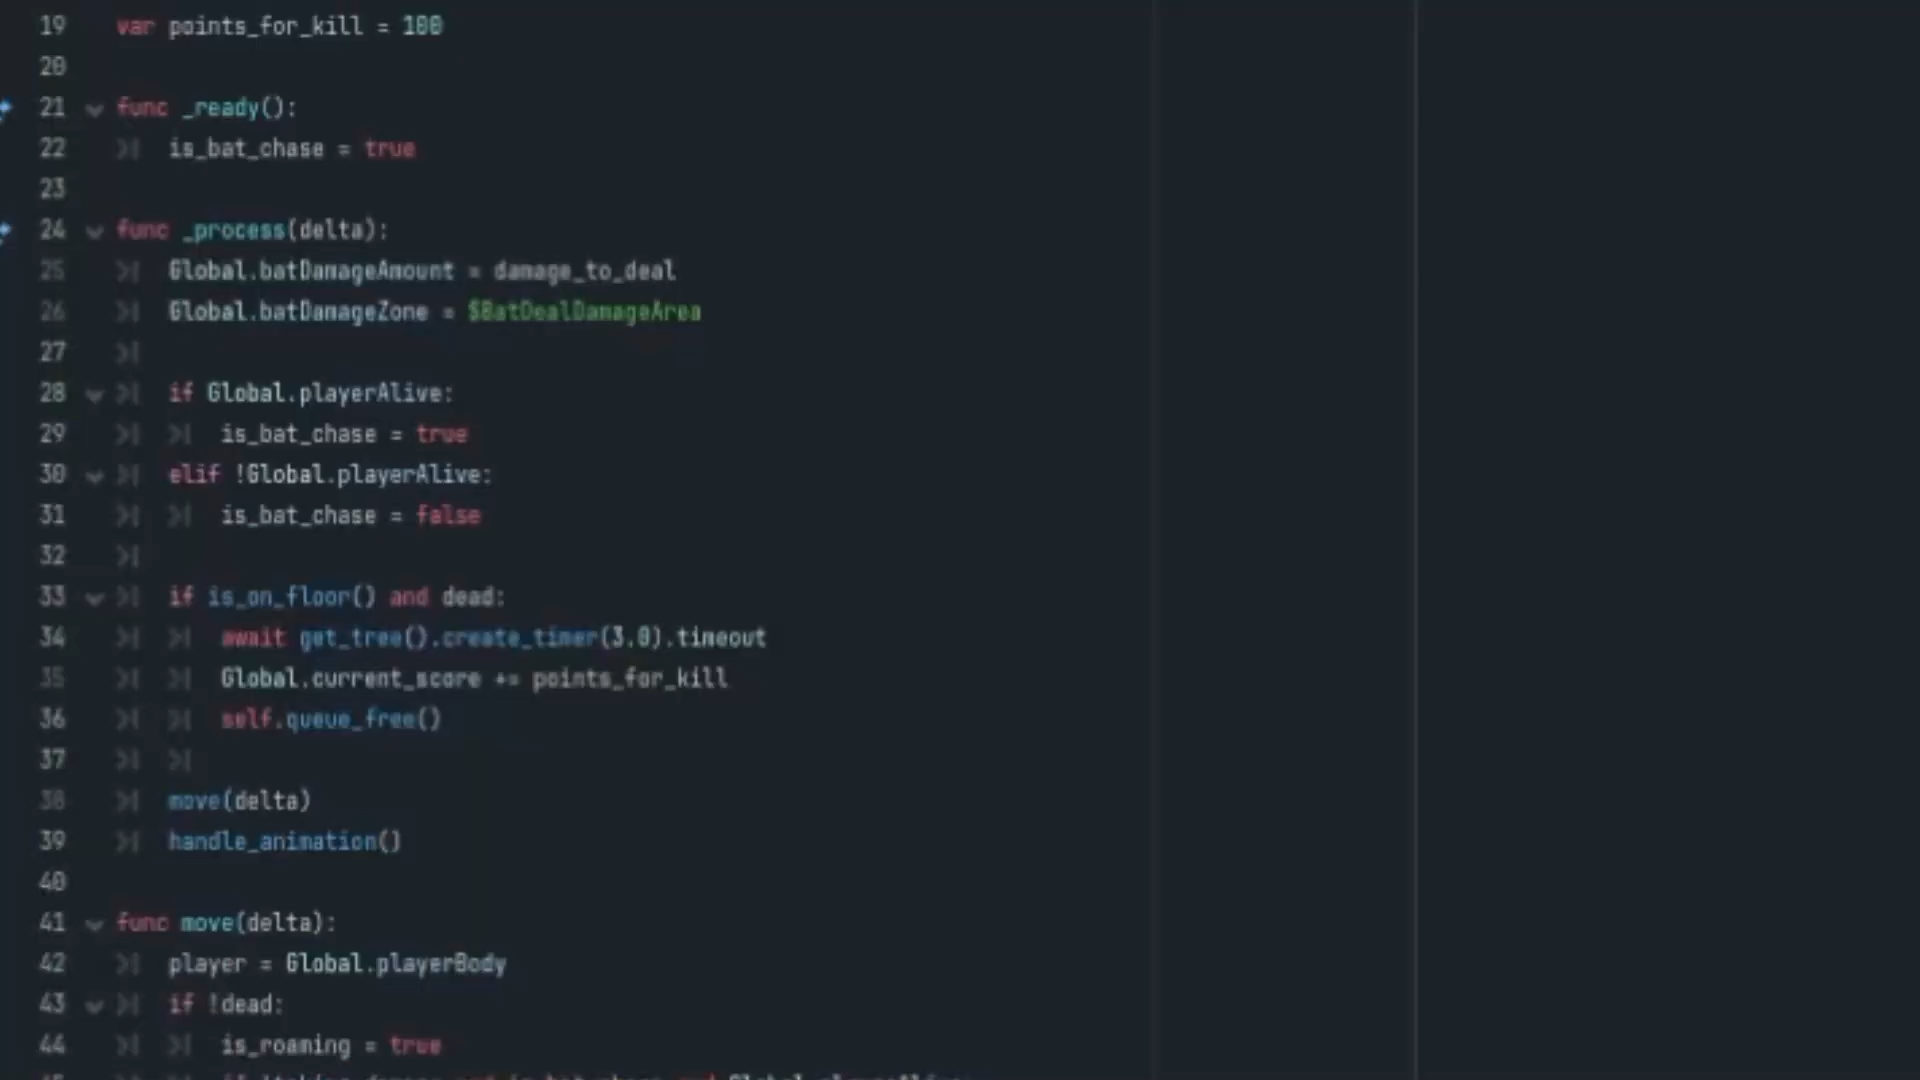 19 var points_for_kill = 100
20
21 func _ready():
22 is_bat_chase = true
23
24 func _process(delta):
25 Global.batDamageAmount = damage_to_deal
26 Global.batDamageZone = $BatDealDamageArea
27
28 if Global.playerAlive:
29 is_bat_chase = true
30 elif !Global.playerAlive:
31 is_bat_chase = false
32
33 if is_on_floor() and dead:
34 await get_tree().create_timer(3.0).timeout
35 Global.current_score += points_for_kill
36 self.queue_free()
37
38 move(delta)
39 handle_animation()
40
41 func move(delta):
42 player = Global.playerBody
43 if !dead:
44 is_roaming = true